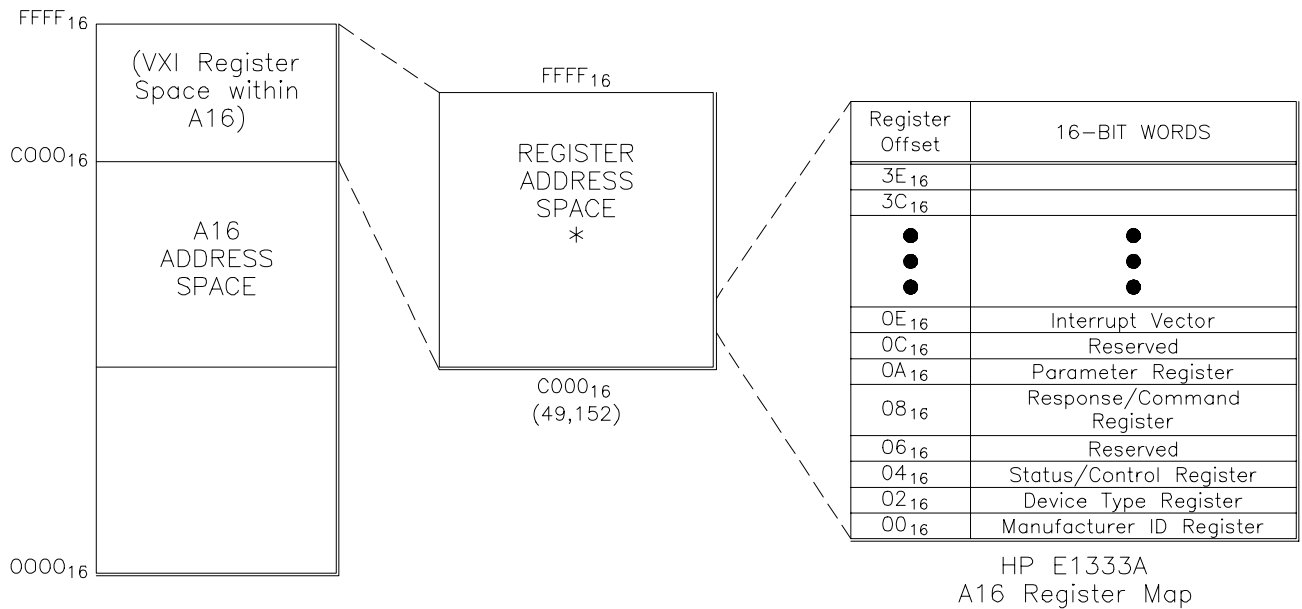 FFFF₁₆
(VXI Register
Space within
A16)
C000₁₆
A16
ADDRESS
SPACE
0000₁₆
FFFF₁₆
REGISTER
ADDRESS
SPACE
*
C000₁₆
(49,152)
Register
Offset
16-BIT WORDS
3E₁₆
3C₁₆
0E₁₆ Interrupt Vector
0C₁₆ Reserved
0A₁₆ Parameter Register
08₁₆ Response/Command
Register
06₁₆ Reserved
04₁₆ Status/Control Register
02₁₆ Device Type Register
00₁₆ Manufacturer ID Register
HP E1333A
A16 Register Map